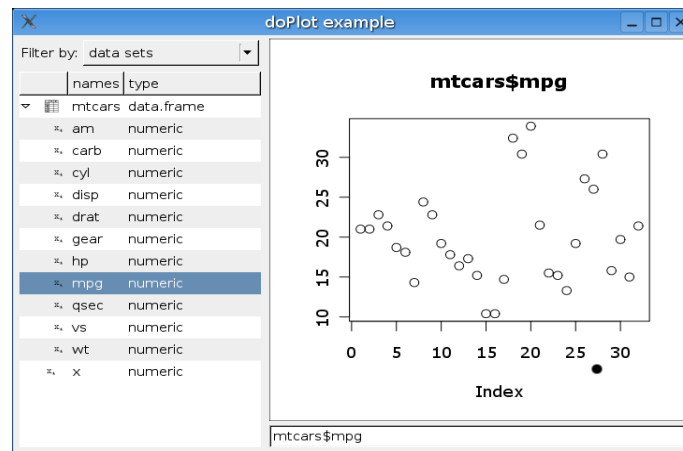 doPlot example
Filter by: data sets
names type
mtcars data.frame
am numeric
carb numeric
cyl numeric
disp numeric
drat numeric
gear numeric
hp numeric
mpg numeric
qsec numeric
vs numeric
wt numeric
x numeric
mtcars$mpg
30
25
20
15
10
0 5 10 15 20 25 30
Index
mtcars$mpg